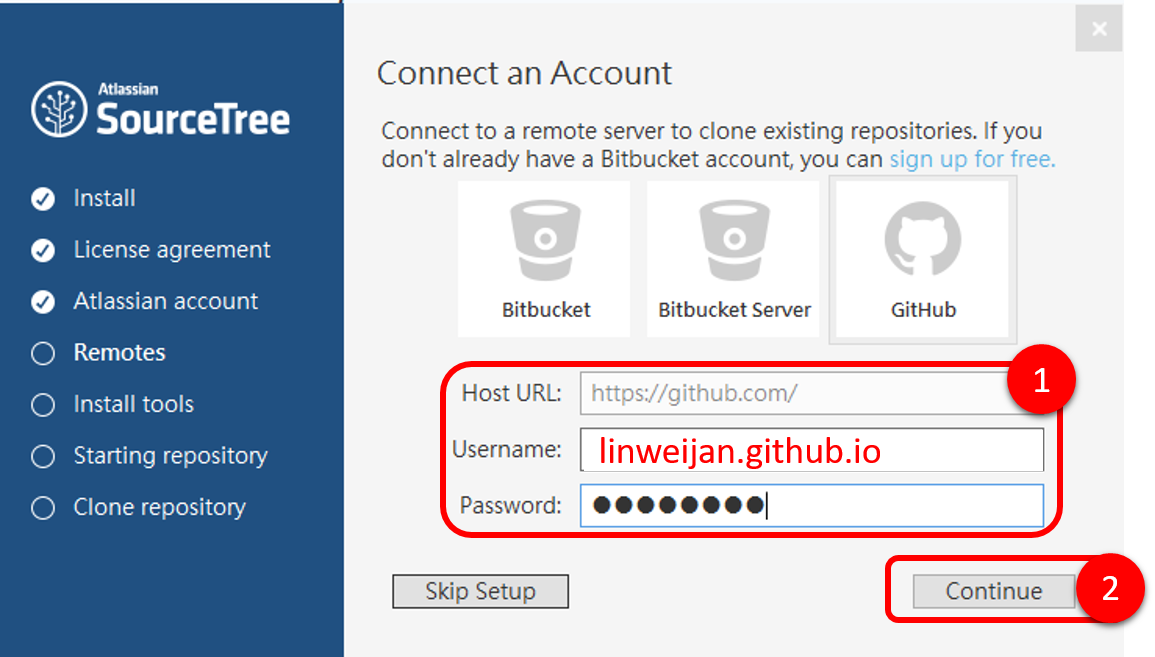 Atlassian
SourceTree
Install
License agreement
Atlassian account
Remotes
Install tools
Starting repository
Clone repository
Connect an Account
Connect to a remote server to clone existing repositories. If you
don't already have a Bitbucket account, you can sign up for free.
Bitbucket
Bitbucket Server
GitHub
1
Host URL: https://github.com/
Username: linweijan.github.io
Password: ●●●●●●●●
Skip Setup
Continue
2